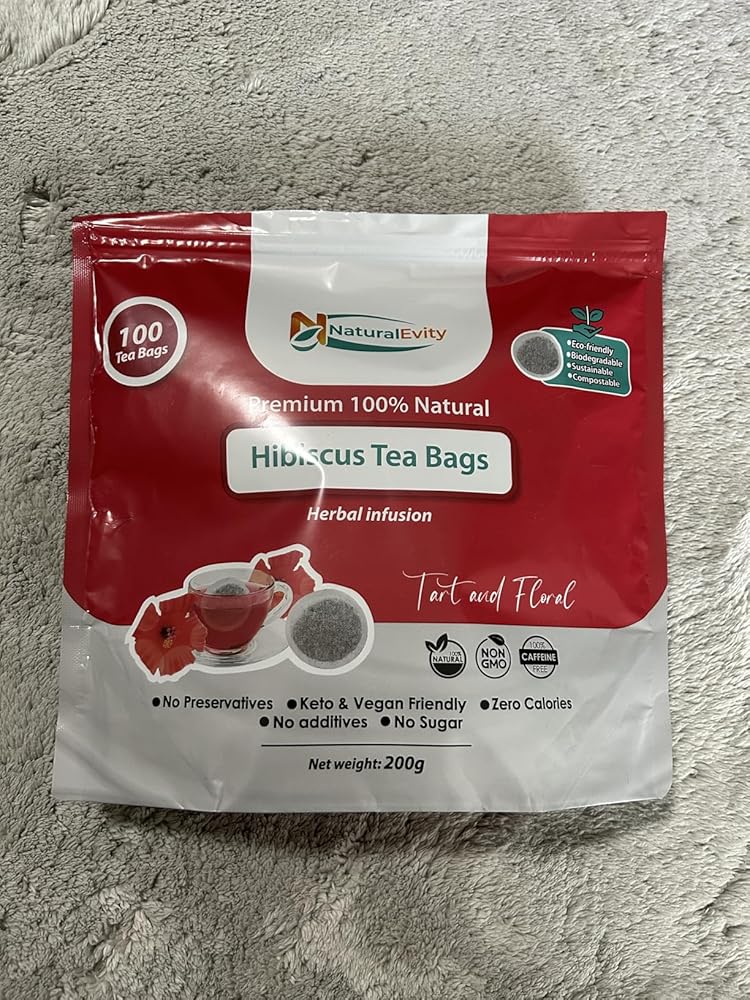 NaturalEvity
100
Tea Bags
•Eco-friendly
•Biodegradable
•Sustainable
•Compostable
Premium 100% Natural
Hibiscus Tea Bags
Herbal infusion
Tart and Floral
100%
NATURAL
NON
GMO
100%
CAFFEINE
FREE
•No Preservatives •Keto & Vegan Friendly •Zero Calories
•No additives •No Sugar
Net weight: 200g